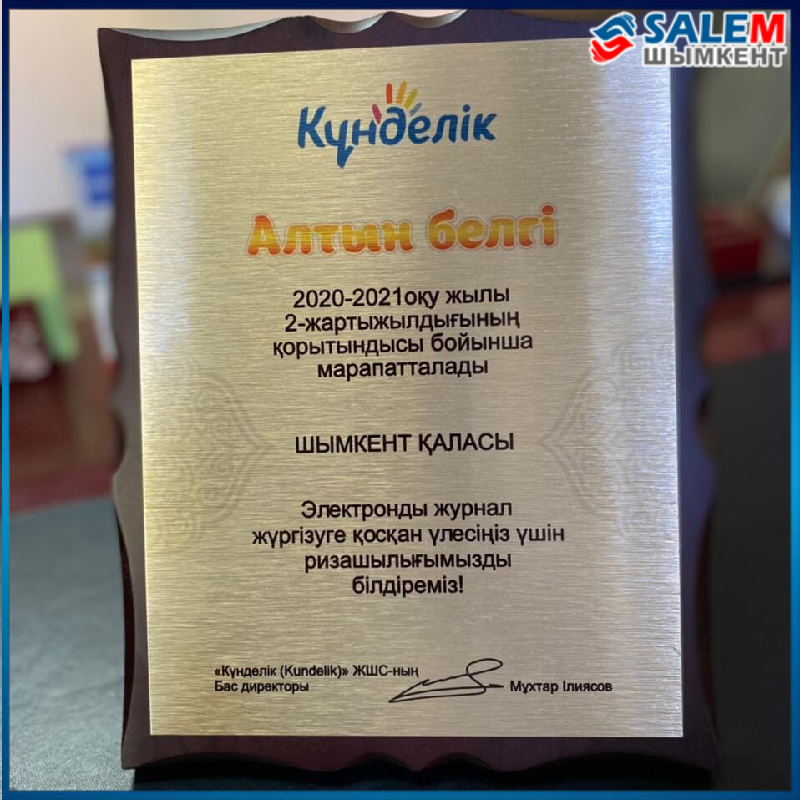 SALEM
ШЫМКЕНТ
Күнделік
Алтын белгі
2020-2021оқу жылы
2-жартыжылдығының
қорытындысы бойынша
марапатталады
ШЫМКЕНТ ҚАЛАСЫ
Электронды журнал
жүргізуге қосқан үлесіңіз үшін
ризашылығымызды
білдіреміз!
«Күнделік (Kundelik)» ЖШС-ның
Бас директоры
Мұхтар Ілиясов